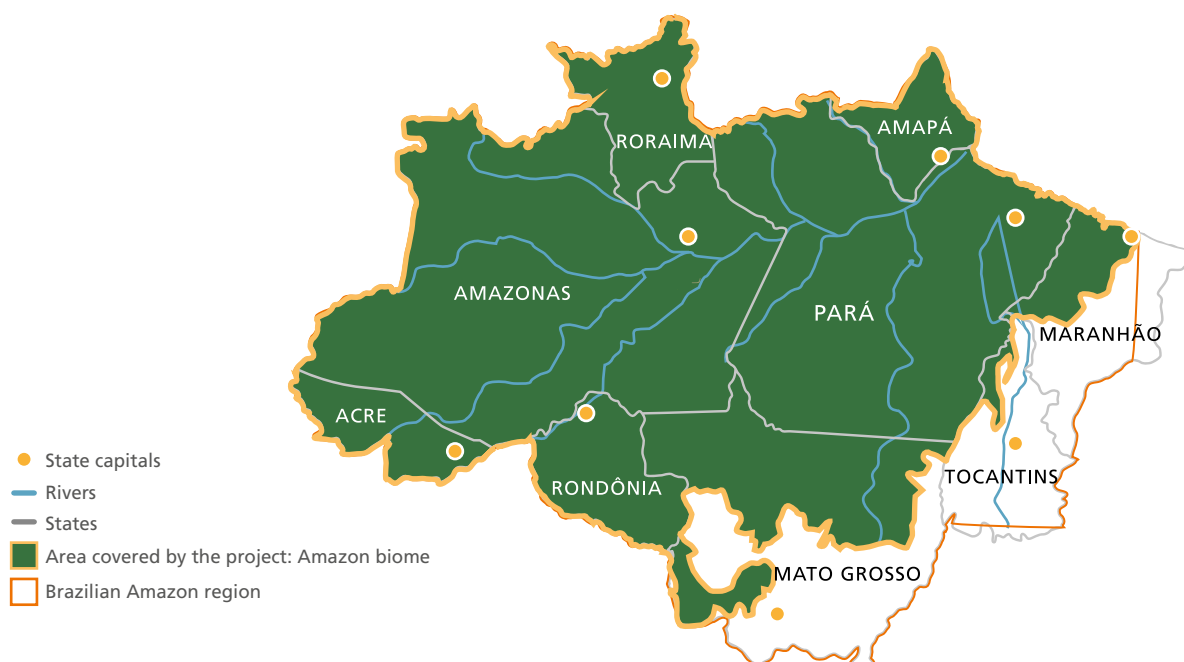 AMAPÁ
RORAIMA
AMAZONAS
PARÁ
MARANHÃO
ACRE
TOCANTINS
RONDÔNIA
MATO GROSSO
State capitals
Rivers
States
Area covered by the project: Amazon biome
Brazilian Amazon region